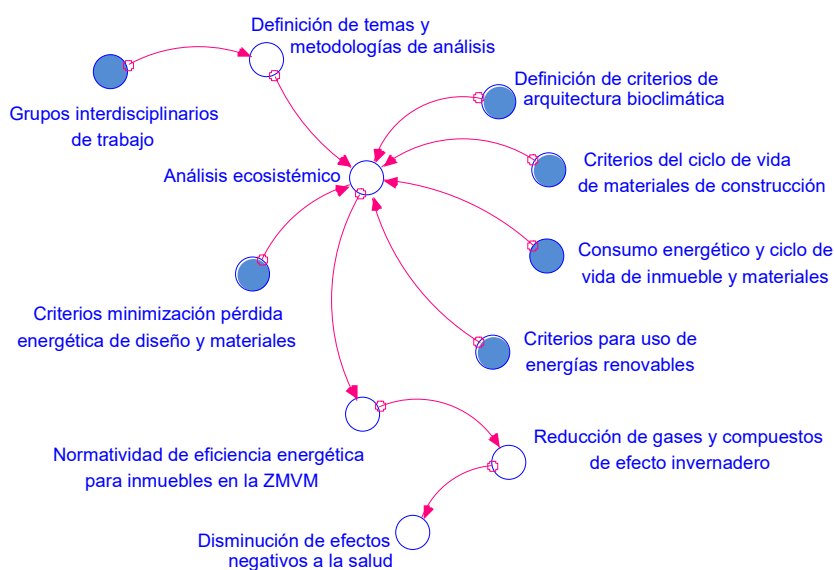 Definición de temas y
metodologías de análisis
Grupos interdisciplinarios
de trabajo
Definición de criterios de
arquitectura bioclimática
Análisis ecosistémico
Criterios del ciclo de vida
de materiales de construcción
Consumo energético y ciclo de
vida de inmueble y materiales
Criterios minimización pérdida
energética de diseño y materiales
Criterios para uso de
energías renovables
Normatividad de eficiencia energética
para inmuebles en la ZMVM
Reducción de gases y compuestos
de efecto invernadero
Disminución de efectos
negativos a la salud